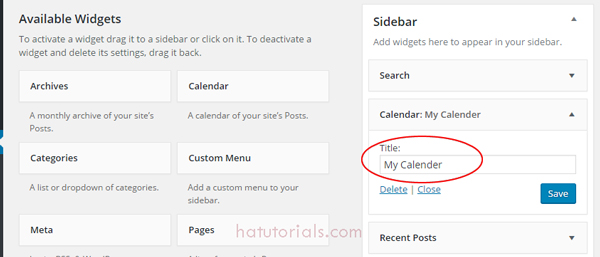 Available Widgets
To activate a widget drag it to a sidebar or click on it. To deactivate a
widget and delete its settings, drag it back.
Archives
Calendar
A monthly archive of your site's
Posts.
A calendar of your site's Posts.
Categories
Custom Menu
A list or dropdown of categories.
Add a custom menu to your
sidebar.
Meta
Pages
Sidebar
Add widgets here to appear in your sidebar.
Search
Calendar: My Calender
Title:
My Calender
Delete | Close
Save
Recent Posts
hatutorials.com